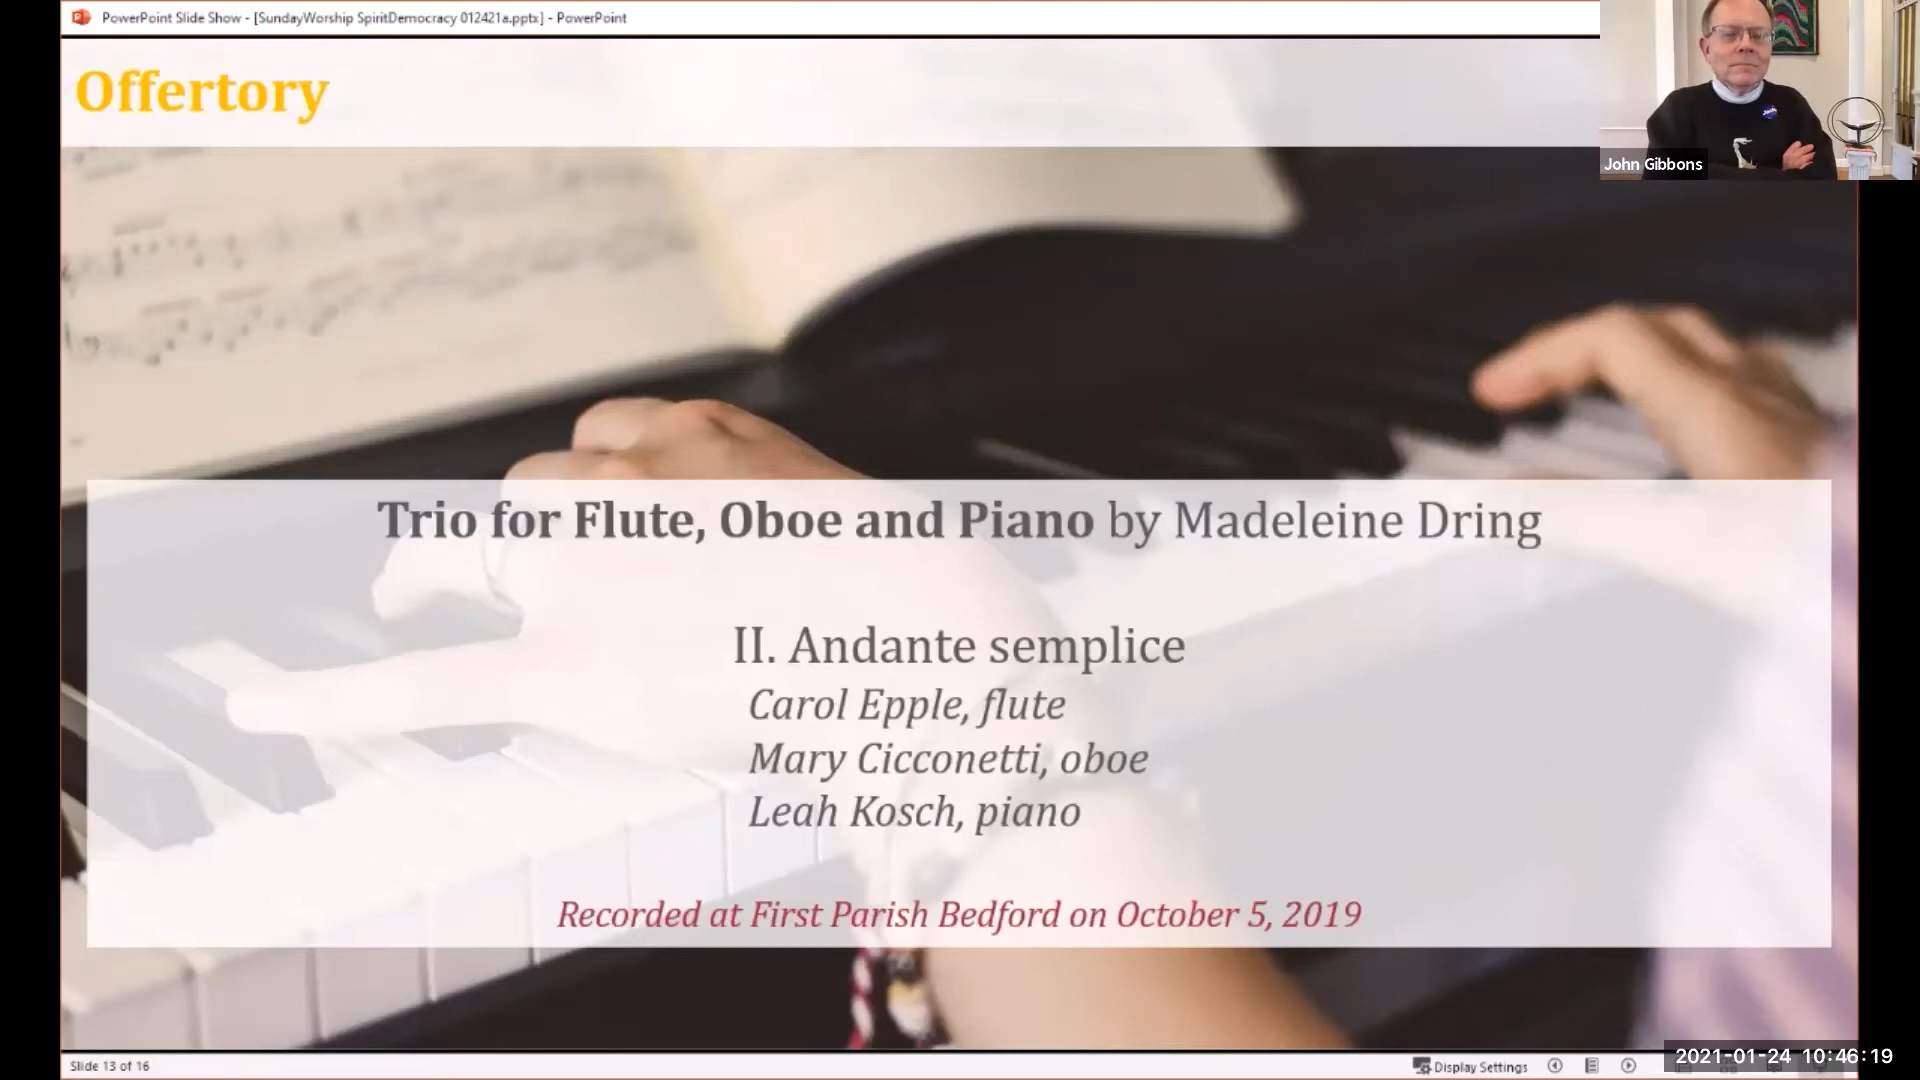 PowerPoint Slide Show - [SundayWorship SpiritDemocracy 012421a.pptx] - PowerPoint
Offertory
John Gibbons
Trio for Flute, Oboe and Piano by Madeleine Dring
II. Andante semplice
Carol Epple, flute
Mary Cicconetti, oboe
Leah Kosch, piano
Recorded at First Parish Bedford on October 5, 2019
Slide 13 of 16
Display Settings
2021-01-24 10:46:19